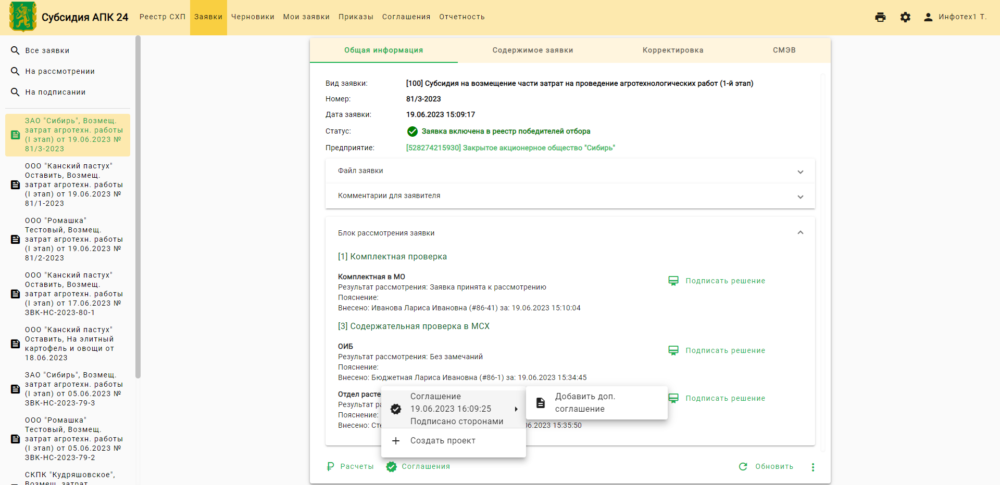 Субсидия АПК 24
Реестр СХП
Заявки
Черновики
Мои заявки
Приказы
Соглашения
Отчетность
Инфотех1 Т.
Все заявки
На рассмотрении
На подписании
ЗАО "Сибирь", Возмещ.
затрат агротехн. работы
(I этап) от 19.06.2023 №
81/3-2023
ООО "Канский пастух"
Оставить, Возмещ.
затрат агротехн. работы
(I этап) от 19.06.2023 №
81/1-2023
ООО "Ромашка"
Тестовый, Возмещ.
затрат агротехн. работы
(I этап) от 19.06.2023 №
81/2-2023
ООО "Канский пастух"
Оставить, Возмещ.
затрат агротехн. работы
(I этап) от 17.06.2023 №
ЗВК-НС-2023-80-1
ООО "Канский пастух"
Оставить, На элитный
картофель и овощи от
18.06.2023
ЗАО "Сибирь", Возмещ.
затрат агротехн. работы
(I этап) от 05.06.2023 №
ЗВК-НС-2023-79-3
ООО "Ромашка"
Тестовый, Возмещ.
затрат агротехн. работы
(I этап) от 05.06.2023 №
ЗВК-НС-2023-79-2
СКПК "Кудряшовское",
Возмещ. затрат
Общая информация
Содержимое заявки
Корректировка
СМЭВ
Вид заявки: [100] Субсидия на возмещение части затрат на проведение агротехнологических работ (1-й этап)
Номер: 81/3-2023
Дата заявки: 19.06.2023 15:09:17
Статус: Заявка включена в реестр победителей отбора
Предприятие: [528274215930] Закрытое акционерное общество "Сибирь"
Файл заявки
Комментарии для заявителя
Блок рассмотрения заявки
[1] Комплектная проверка
Комплектная в МО
Результат рассмотрения: Заявка принята к рассмотрению
Пояснение:
Внесено: Иванова Лариса Ивановна (#86-41) за: 19.06.2023 15:10:04
Подписать решение
[3] Содержательная проверка в МСХ
ОИБ
Результат рассмотрения: Без замечаний
Пояснение:
Внесено: Бюджетная Лариса Ивановна (#86-1) за: 19.06.2023 15:34:45
Подписать решение
Отдел расте
Результат ра
Пояснение:
Внесено: Сте
06.2023 15:35:50
Подписать решение
Соглашение
19.06.2023 16:09:25
Подписано сторонами
Создать проект
Добавить доп.
соглашение
Расчеты
Соглашения
Обновить